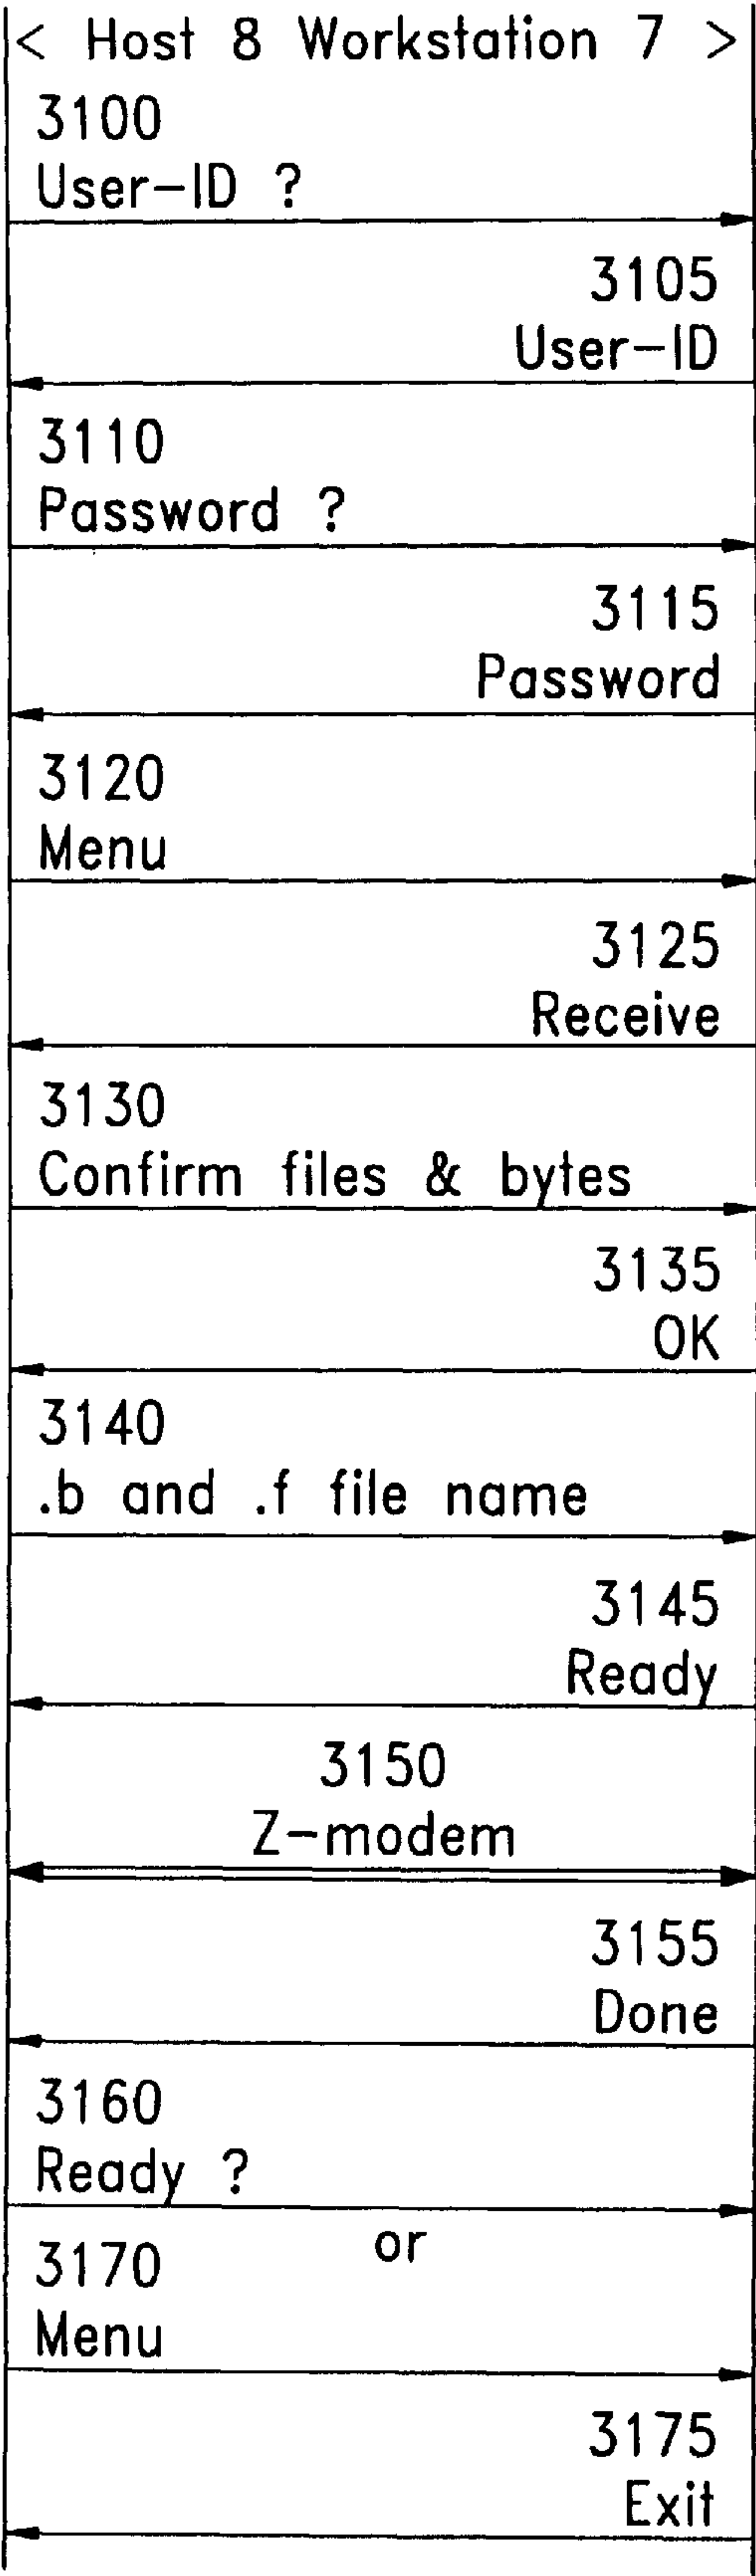 < Host 8 Workstation 7 >
3100
User-ID ?
3105
User-ID
3110
Password ?
3115
Password
3120
Menu
3125
Receive
3130
Confirm files & bytes
3135
OK
3140
.b and .f file name
3145
Ready
3150
Z-modem
3155
Done
3160
Ready ?
or
3170
Menu
3175
Exit